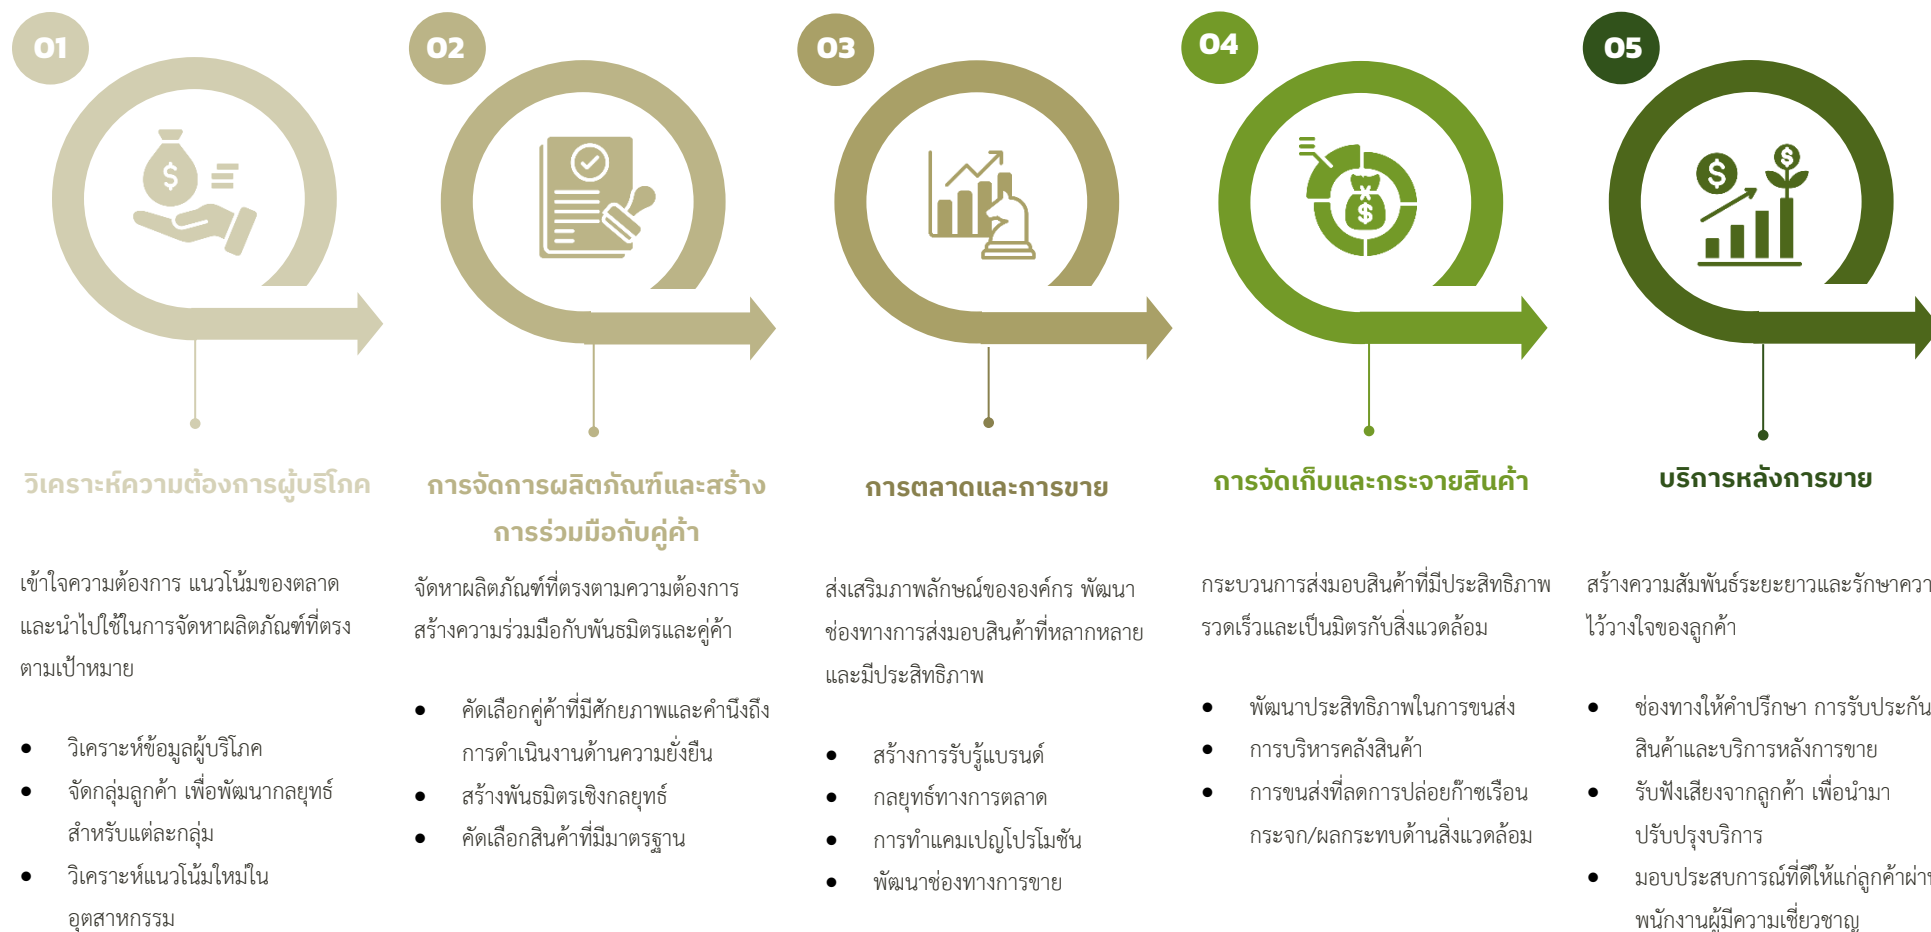 01
วิเคราะห์ความต้องการผู้บริโภค
เข้าใจความต้องการ แนวโน้มของตลาด
และนำไปใช้ในการจัดหาผลิตภัณฑ์ที่ตรง
ตามเป้าหมาย
● วิเคราะห์ข้อมูลผู้บริโภค
● จัดกลุ่มลูกค้า เพื่อพัฒนากลยุทธ์
สำหรับแต่ละกลุ่ม
● วิเคราะห์แนวโน้มใหม่ใน
อุตสาหกรรม
02
การจัดการผลิตภัณฑ์และสร้าง
การร่วมมือกับคู่ค้า
จัดหาผลิตภัณฑ์ที่ตรงตามความต้องการ
สร้างความร่วมมือกับพันธมิตรและคู่ค้า
● คัดเลือกคู่ค้าที่มีศักยภาพและคำนึงถึง
การดำเนินงานด้านความยั่งยืน
● สร้างพันธมิตรเชิงกลยุทธ์
● คัดเลือกสินค้าที่มีมาตรฐาน
03
การตลาดและการขาย
ส่งเสริมภาพลักษณ์ขององค์กร พัฒนา
ช่องทางการส่งมอบสินค้าที่หลากหลาย
และมีประสิทธิภาพ
● สร้างการรับรู้แบรนด์
● กลยุทธ์ทางการตลาด
● การทำแคมเปญโปรโมชัน
● พัฒนาช่องทางการขาย
04
การจัดเก็บและกระจายสินค้า
กระบวนการส่งมอบสินค้าที่มีประสิทธิภาพ
รวดเร็วและเป็นมิตรกับสิ่งแวดล้อม
● พัฒนาประสิทธิภาพในการขนส่ง
● การบริหารคลังสินค้า
● การขนส่งที่ลดการปล่อยก๊าซเรือน
กระจก/ผลกระทบด้านสิ่งแวดล้อม
05
บริการหลังการขาย
สร้างความสัมพันธ์ระยะยาวและรักษาควา
ไว้วางใจของลูกค้า
● ช่องทางให้คำปรึกษา การรับประกัน
สินค้าและบริการหลังการขาย
● รับฟังเสียงจากลูกค้า เพื่อนำมา
ปรับปรุงบริการ
● มอบประสบการณ์ที่ดีให้แก่ลูกค้าผ่าน
พนักงานผู้มีความเชี่ยวชาญ